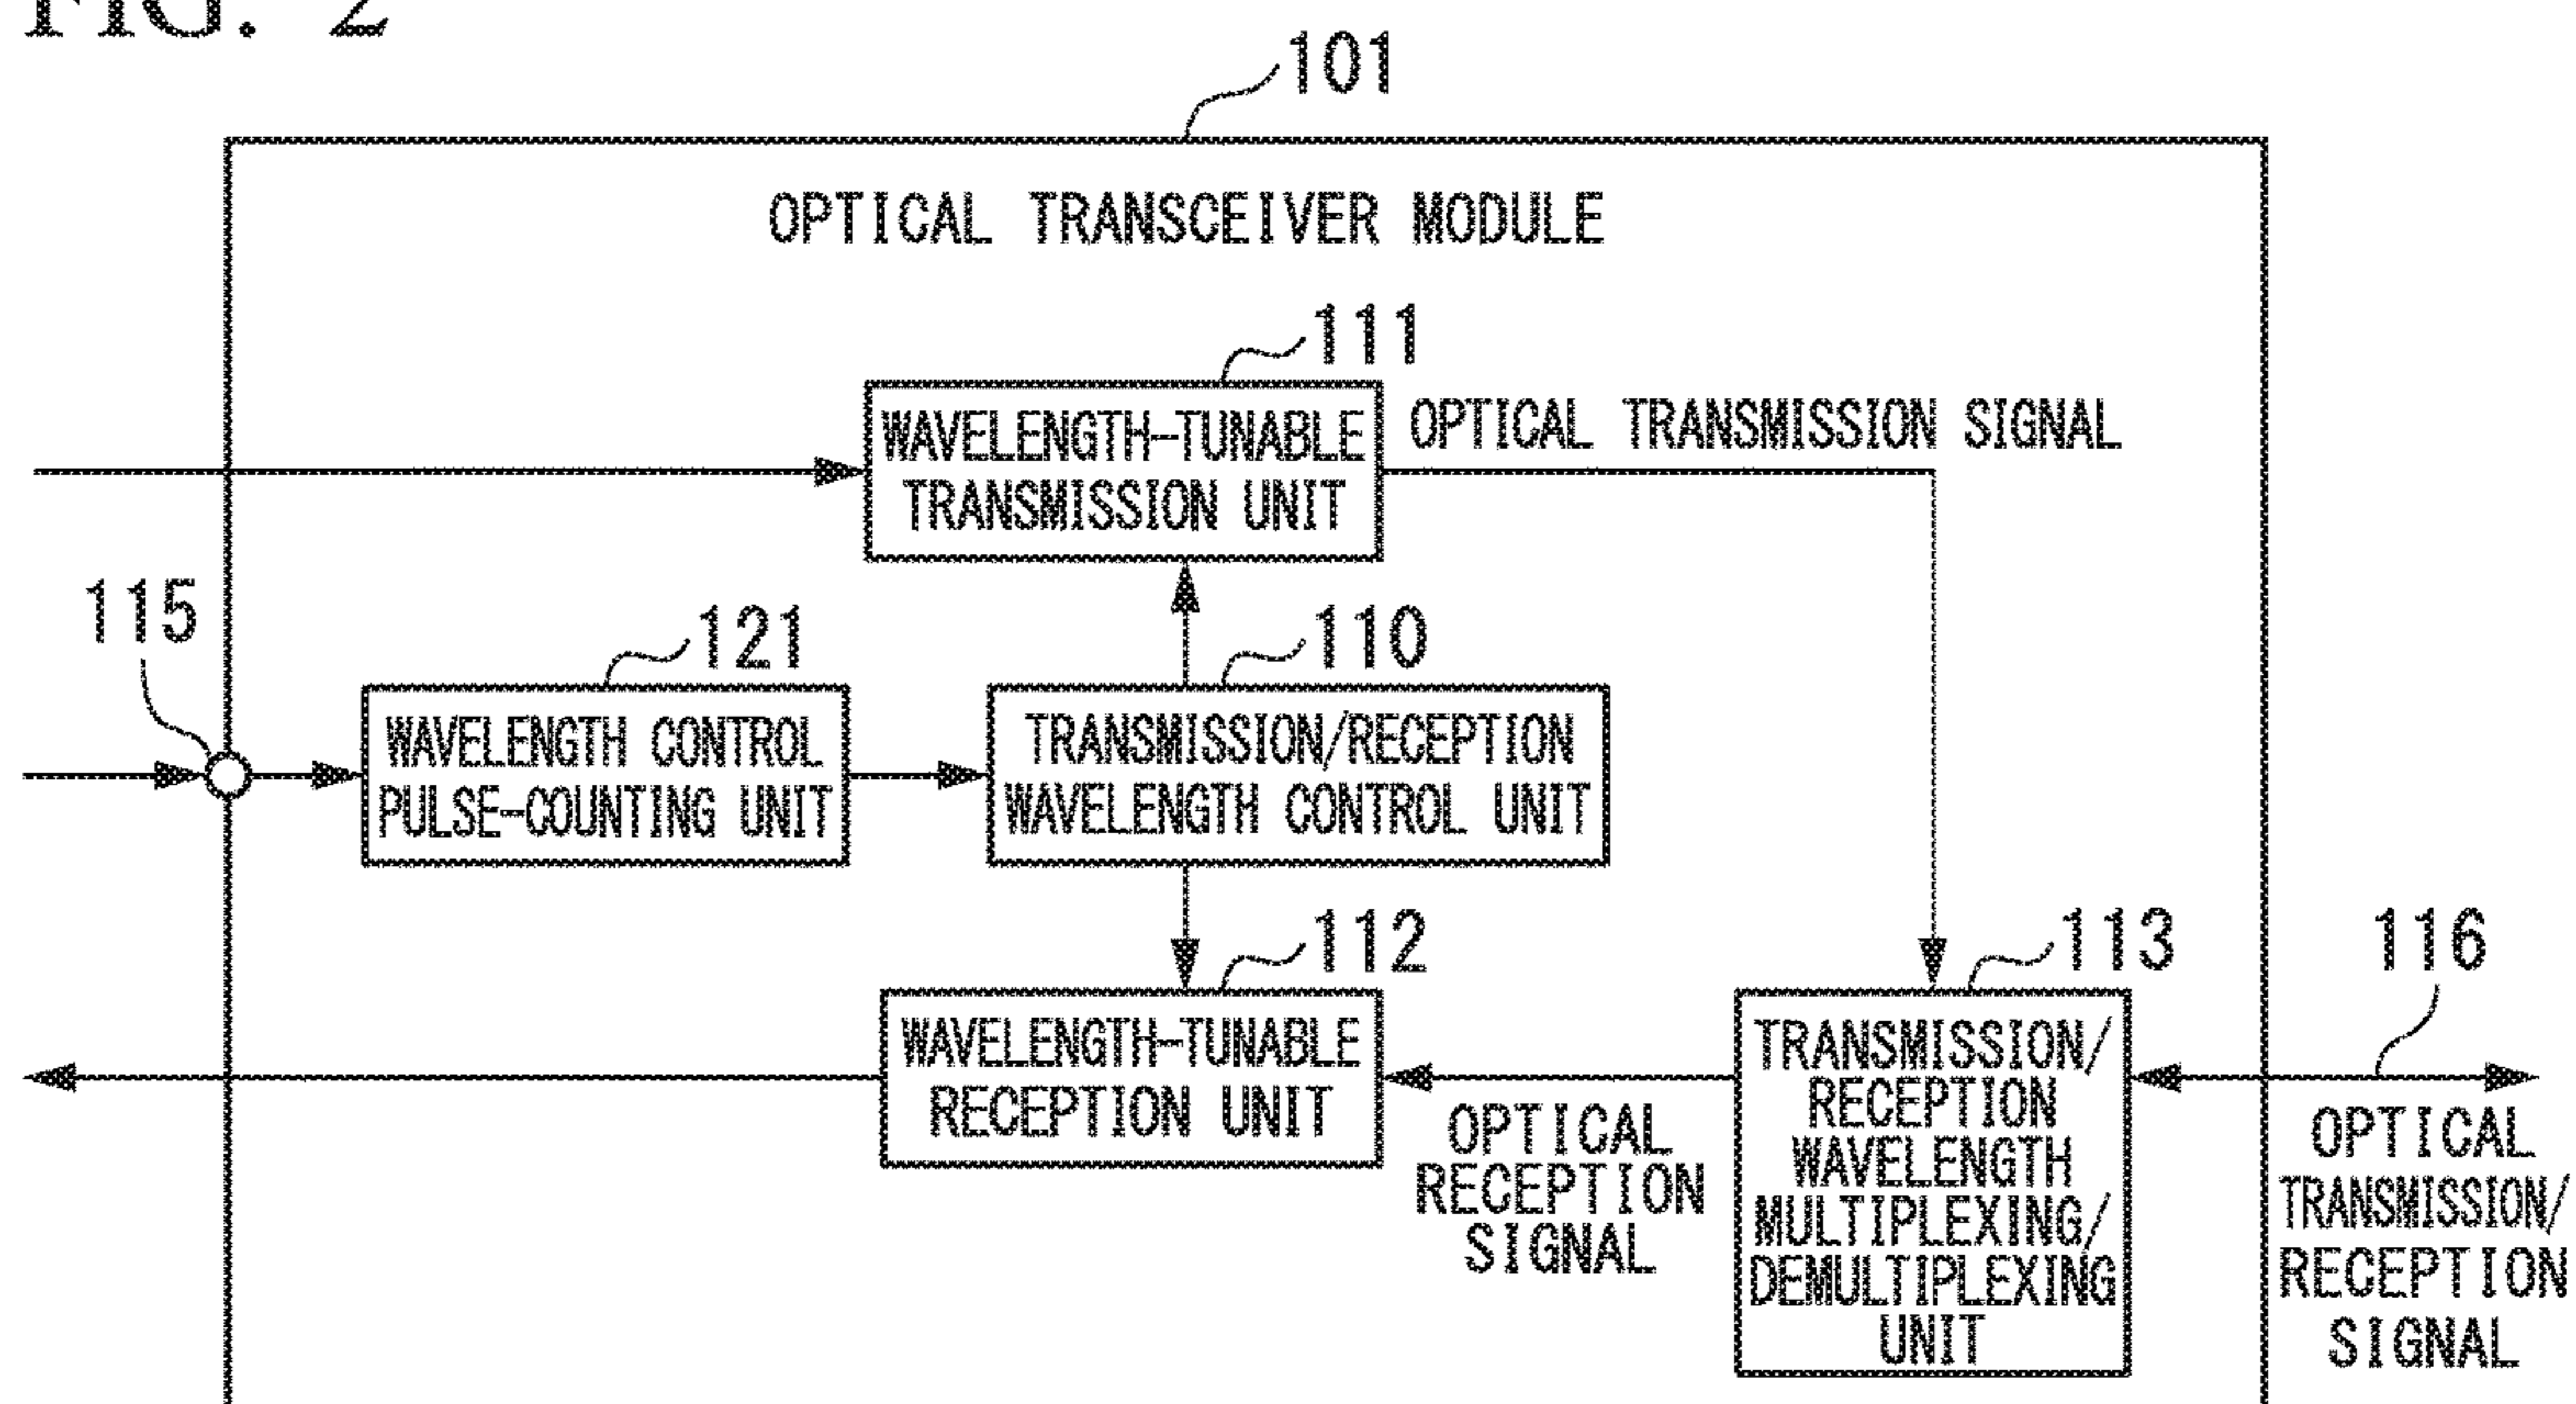 FIG. 2
101
OPTICAL TRANSCEIVER MODULE
111
WAVELENGTH-TUNABLE
TRANSMISSION UNIT
OPTICAL TRANSMISSION SIGNAL
115
121
WAVELENGTH CONTROL
PULSE-COUNTING UNIT
110
TRANSMISSION/RECEPTION
WAVELENGTH CONTROL UNIT
112
WAVELENGTH-TUNABLE
RECEPTION UNIT
OPTICAL
RECEPTION
SIGNAL
113
TRANSMISSION/
RECEPTION
WAVELENGTH
MULTIPLEXING/
DEMULTIPLEXING
UNIT
116
OPTICAL
TRANSMISSION/
RECEPTION
SIGNAL